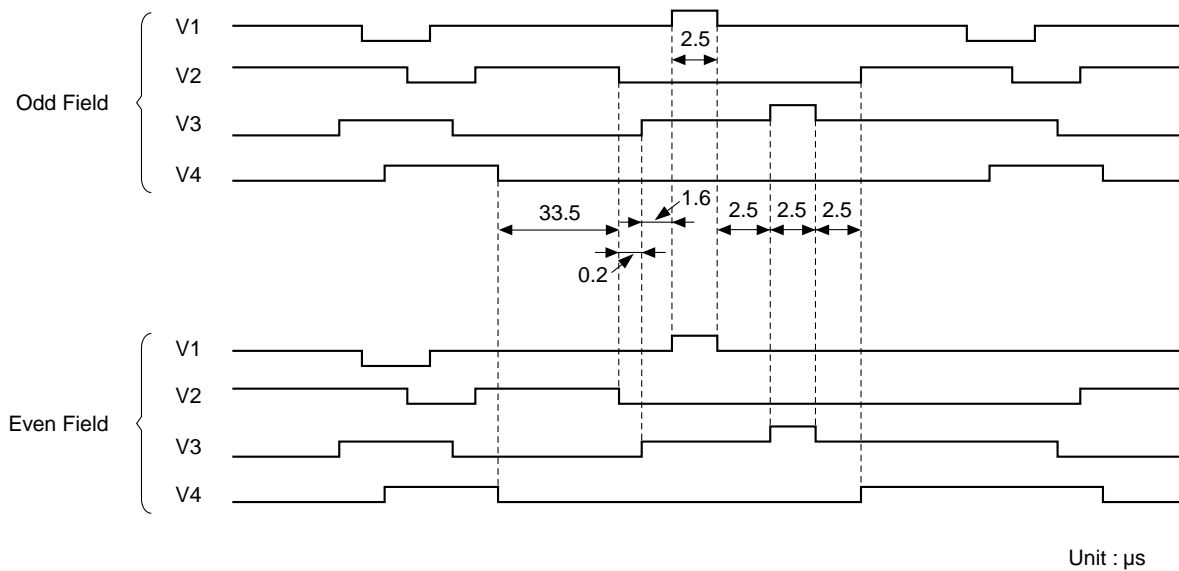 Odd Field
V1
2.5
V2
V3
V4
33.5
1.6
2.5 2.5 2.5
0.2
Even Field
V1
V2
V3
V4
Unit : µs